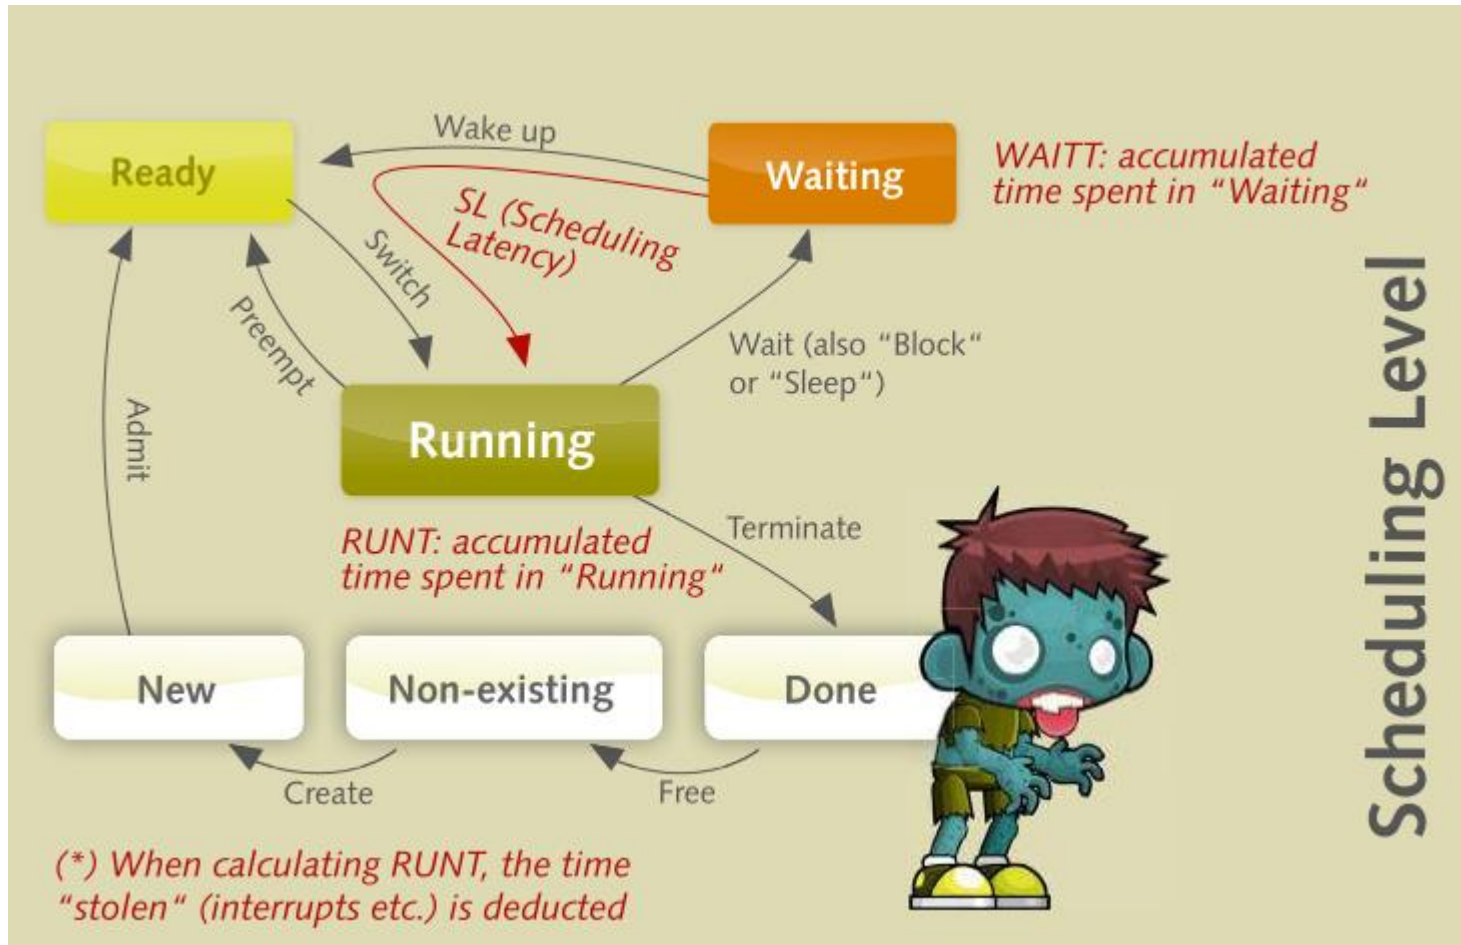 Wake up
Ready
Waiting
WAITT: accumulated
time spent in “Waiting“
SL (Scheduling
Latency)
Switch
Preempt
Wait (also “Block“
or “Sleep“)
Admit
Running
Scheduling Level
RUNT: accumulated
time spent in “Running“
Terminate
New
Non-existing
Done
Create
Free
(*) When calculating RUNT, the time
“stolen“ (interrupts etc.) is deducted